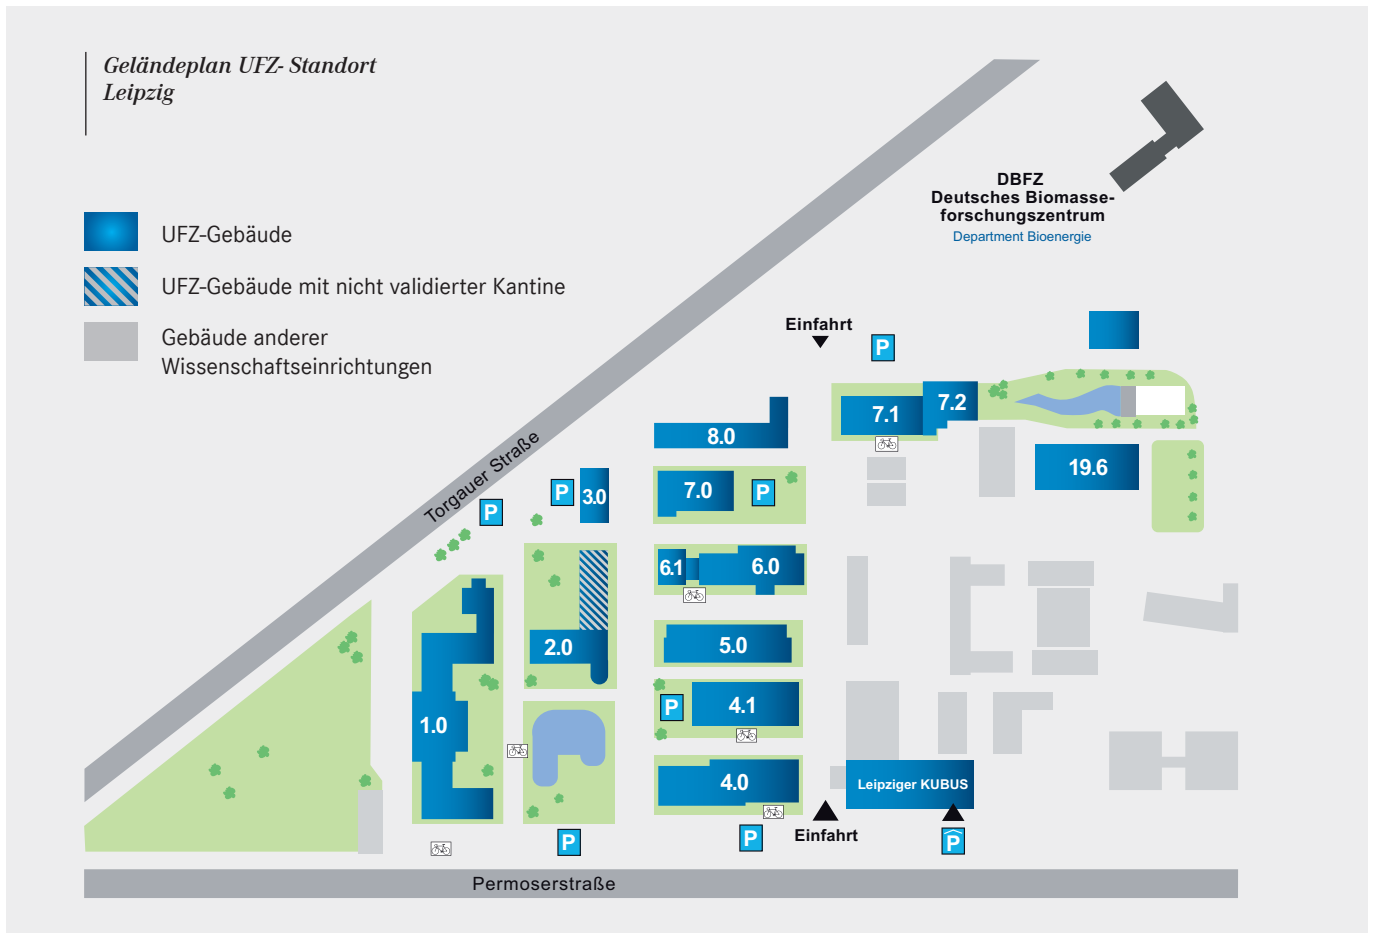 Geländeplan UFZ- Standort
Leipzig
UFZ-Gebäude
UFZ-Gebäude mit nicht validierter Kantine
Gebäude anderer
Wissenschaftseinrichtungen
DBFZ
Deutsches Biomasse-
forschungszentrum
Department Bioenergie
Einfahrt
P
7.1
7.2
8.0
19.6
Torgauer Straße
P
P
3.0
7.0
P
6.1
6.0
2.0
5.0
1.0
P
4.1
4.0
Leipziger KUBUS
P
P
Einfahrt
P
Permoserstraße